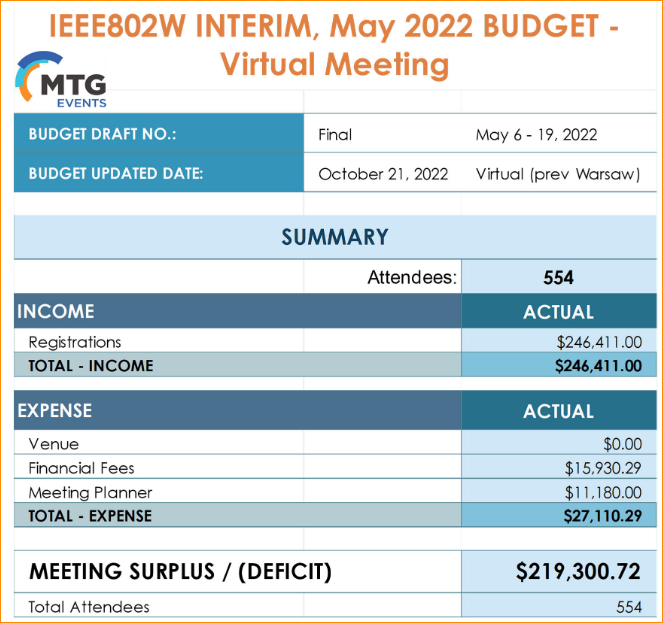 IEEE802W INTERIM, May 2022 BUDGET -
Virtual Meeting
MTG
EVENTS
BUDGET DRAFT NO.: Final May 6 - 19, 2022
BUDGET UPDATED DATE: October 21, 2022 Virtual (prev Warsaw)
SUMMARY
Attendees: 554
INCOME ACTUAL
Registrations $246,411.00
TOTAL - INCOME $246,411.00
EXPENSE ACTUAL
Venue $0.00
Financial Fees $15,930.29
Meeting Planner $11,180.00
TOTAL - EXPENSE $27,110.29
MEETING SURPLUS / (DEFICIT) $219,300.72
Total Attendees 554